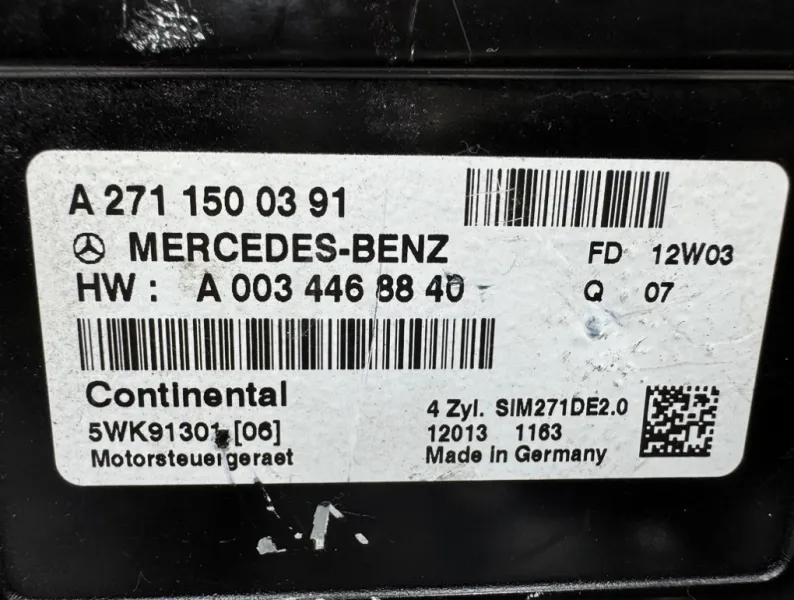 A 271 150 03 91
MERCEDES-BENZ
FD 12W03
HW : A 003 446 88 40
Q 07
Continental
5WK91301 [06]
Motorsteuergeraet
4 Zyl. SIM271DE2.0
12013 1163
Made in Germany